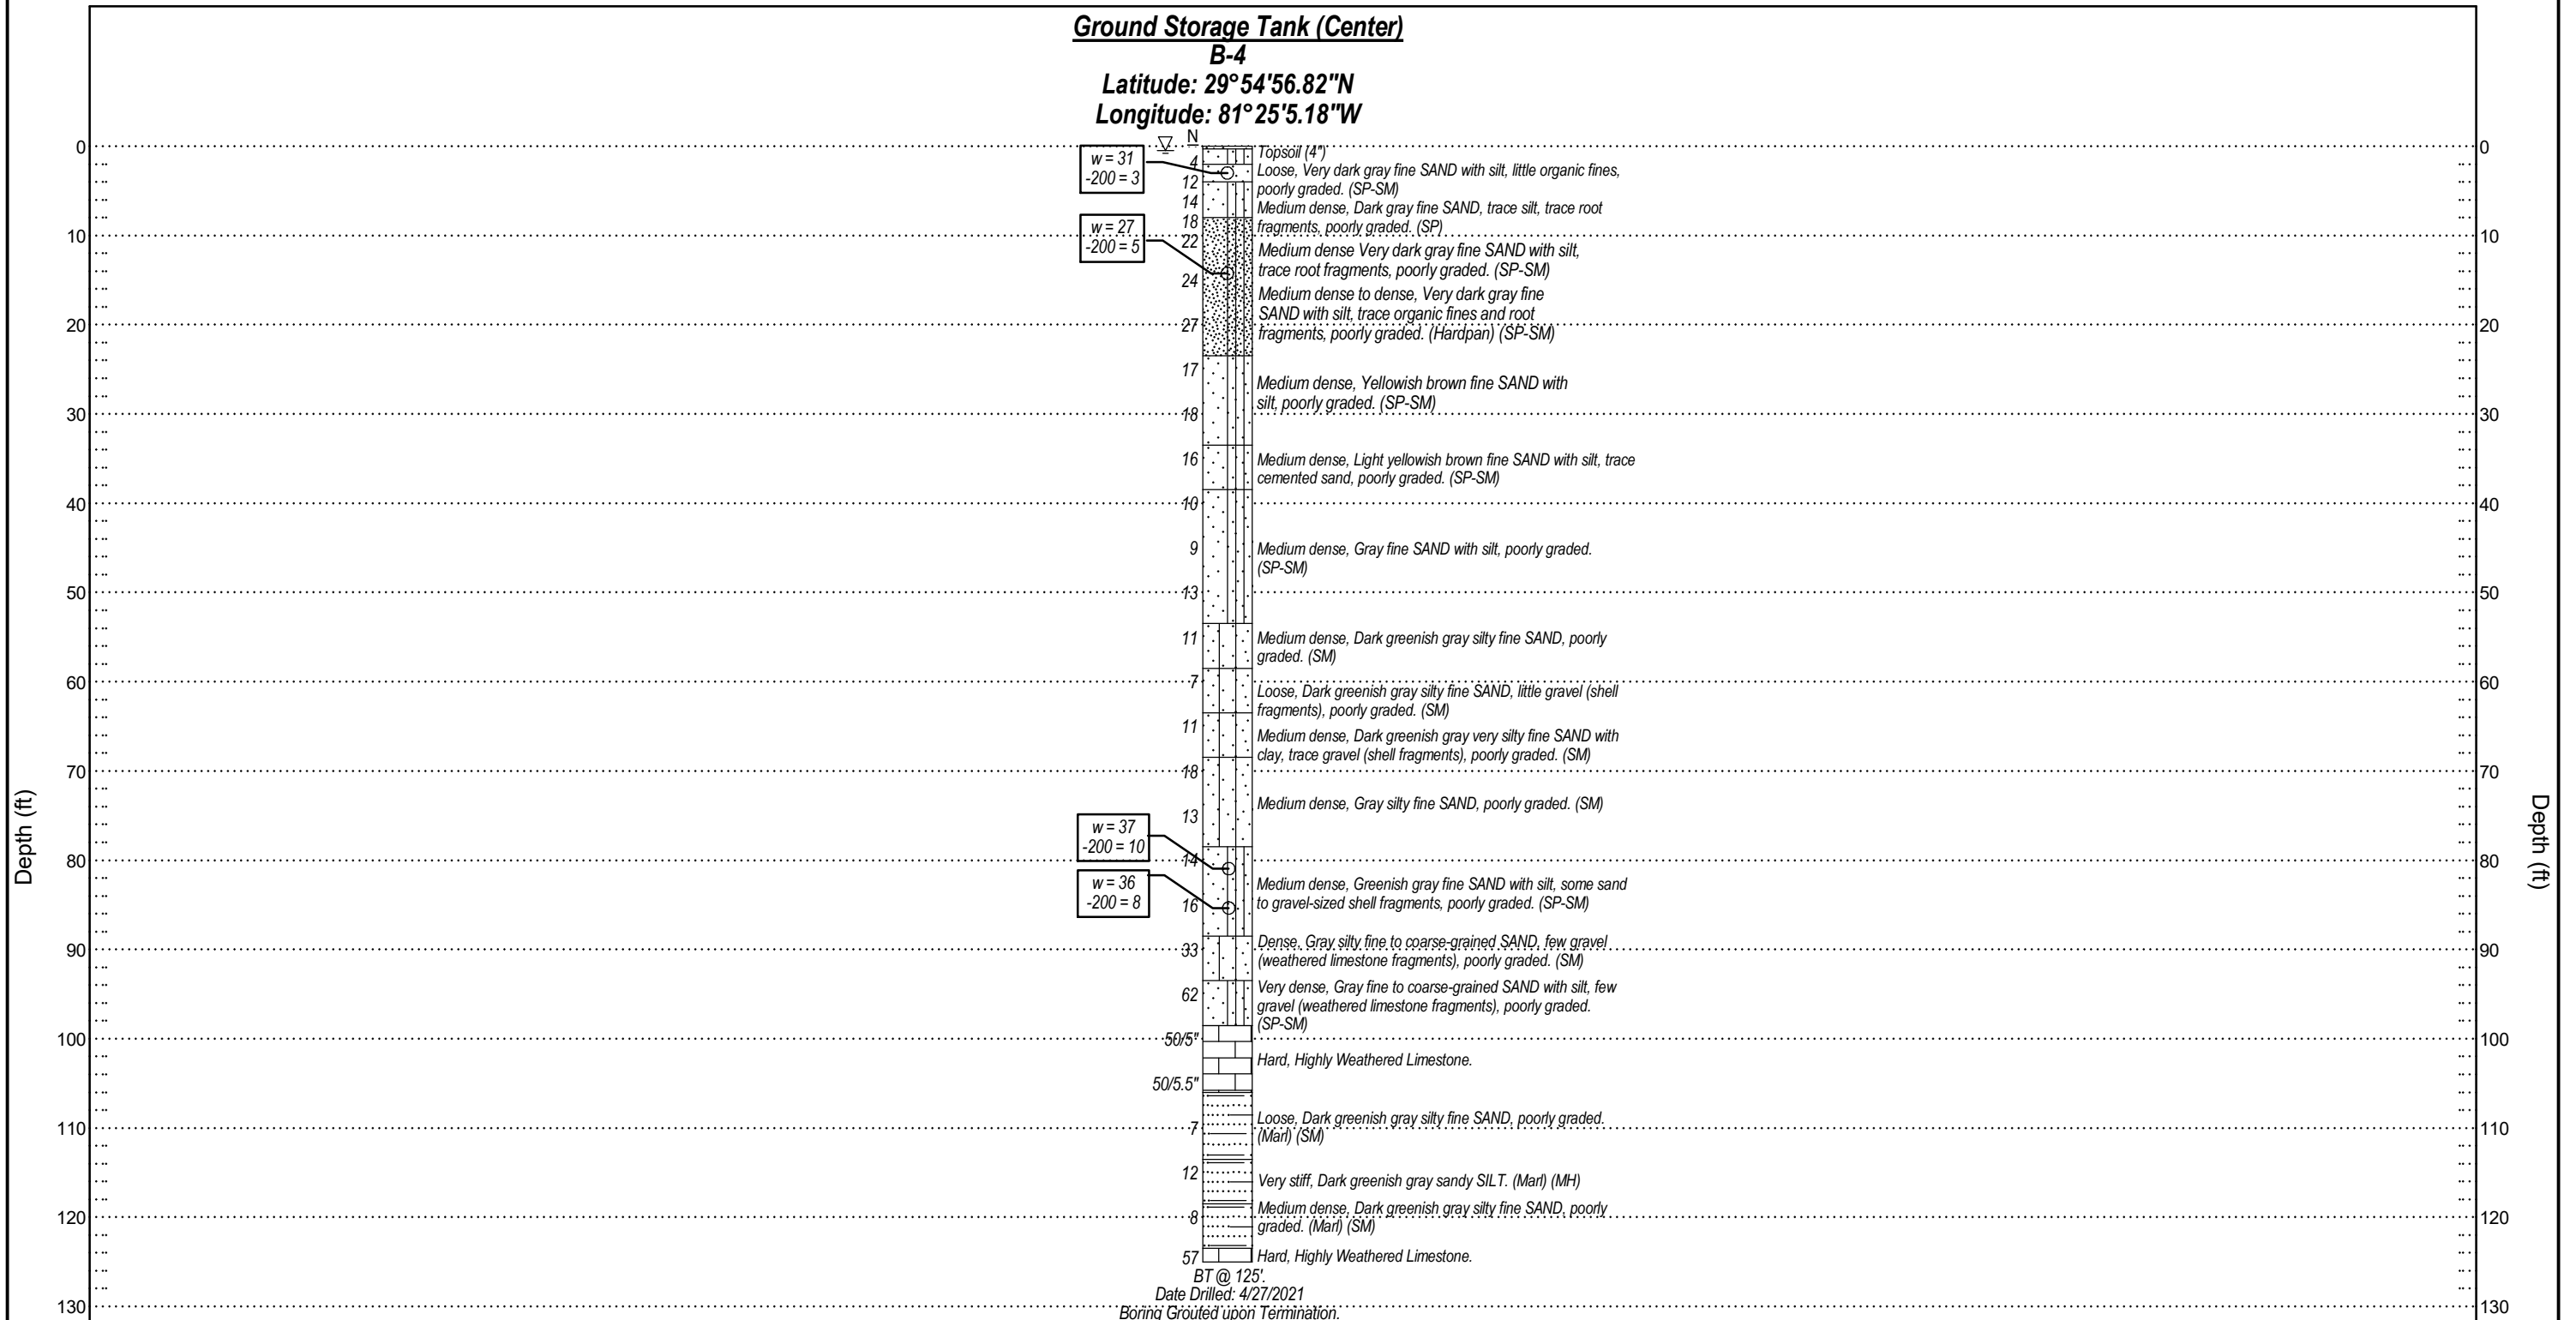 Ground Storage Tank (Center)
B-4
Latitude: 29°54'56.82"N
Longitude: 81°25'5.18"W
N
0
0
w = 31
-200 = 3
4
Topsoil (4")
Loose, Very dark gray fine SAND with silt, little organic fines,
poorly graded. (SP-SM)
12
14
Medium dense, Dark gray fine SAND, trace silt, trace root
fragments, poorly graded. (SP)
18
w = 27
-200 = 5
10
22
10
Medium dense Very dark gray fine SAND with silt,
trace root fragments, poorly graded. (SP-SM)
24
Medium dense to dense, Very dark gray fine
SAND with silt, trace organic fines and root
fragments, poorly graded. (Hardpan) (SP-SM)
20
27
20
17
Medium dense, Yellowish brown fine SAND with
silt, poorly graded. (SP-SM)
30
18
30
16
Medium dense, Light yellowish brown fine SAND with silt, trace
cemented sand, poorly graded. (SP-SM)
40
10
40
9
Medium dense, Gray fine SAND with silt, poorly graded.
(SP-SM)
50
13
50
11
Medium dense, Dark greenish gray silty fine SAND, poorly
graded. (SM)
60
7
60
Loose, Dark greenish gray silty fine SAND, little gravel (shell
fragments), poorly graded. (SM)
11
Medium dense, Dark greenish gray very silty fine SAND with
clay, trace gravel (shell fragments), poorly graded. (SM)
70
18
70
Depth (ft)
Depth (ft)
Medium dense, Gray silty fine SAND, poorly graded. (SM)
13
w = 37
-200 = 10
80
14
80
w = 36
-200 = 8
16
Medium dense, Greenish gray fine SAND with silt, some sand
to gravel-sized shell fragments, poorly graded. (SP-SM)
90
33
90
Dense, Gray silty fine to coarse-grained SAND, few gravel
(weathered limestone fragments), poorly graded. (SM)
62
Very dense, Gray fine to coarse-grained SAND with silt, few
gravel (weathered limestone fragments), poorly graded.
(SP-SM)
100
50/5"
100
Hard, Highly Weathered Limestone.
50/5.5"
Loose, Dark greenish gray silty fine SAND, poorly graded.
(Marl) (SM)
110
7
110
12
Very stiff, Dark greenish gray sandy SILT. (Marl) (MH)
Medium dense, Dark greenish gray silty fine SAND, poorly
graded. (Marl) (SM)
120
8
120
57
Hard, Highly Weathered Limestone.
BT @ 125'.
Date Drilled: 4/27/2021
130
130
Boring Grouted upon Termination.